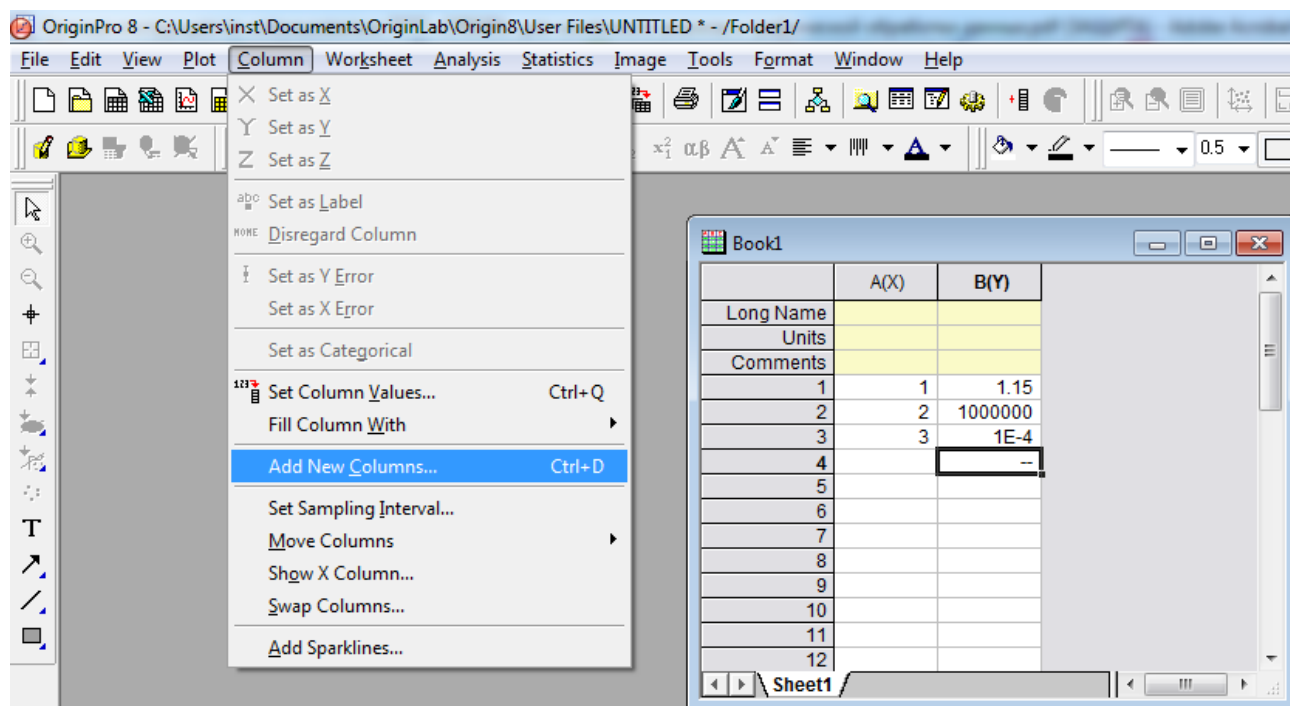 OriginPro 8 - C:\Users\inst\Documents\OriginLab\Origin8\User Files\UNTITLED * - /Folder1/
File Edit View Plot Column Worksheet Analysis Statistics Image Tools Format Window Help
Set as X
Set as Y
Set as Z
Set as Label
Disregard Column
Set as Y Error
Set as X Error
Set as Categorical
Set Column Values... Ctrl+Q
Fill Column With
Add New Columns... Ctrl+D
Set Sampling Interval...
Move Columns
Show X Column...
Swap Columns...
Add Sparklines...
αβ A A A 0.5
T
Book1
A(X) B(Y)
Long Name
Units
Comments
1 1 1.15
2 2 1000000
3 3 1E-4
4 --
5
6
7
8
9
10
11
12
Sheet1